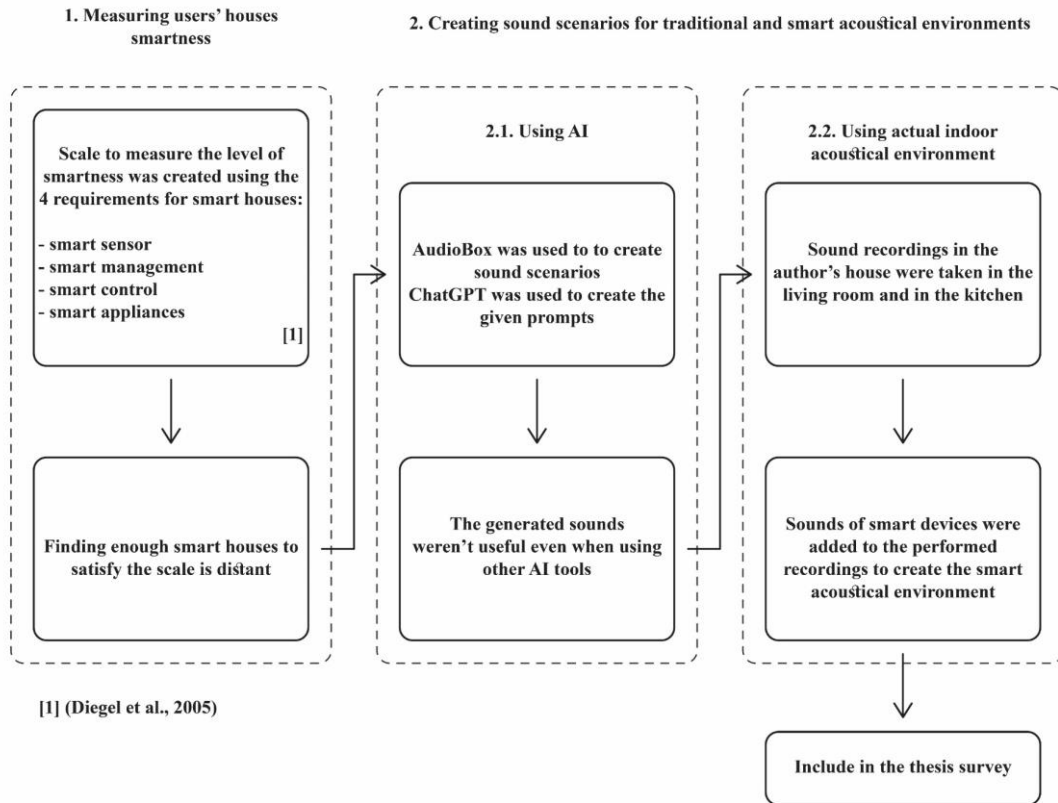 1. Measuring users' houses
smartness
2. Creating sound scenarios for traditional and smart acoustical environments
Scale to measure the level of
smartness was created using the
4 requirements for smart houses:
- smart sensor
- smart management
- smart control
- smart appliances
[1]
Finding enough smart houses to
satisfy the scale is distant
[1] (Diegel et al., 2005)
2.1. Using AI
AudioBox was used to to create
sound scenarios
ChatGPT was used to create the
given prompts
The generated sounds
weren't useful even when using
other AI tools
2.2. Using actual indoor
acoustical environment
Sound recordings in the
author's house were taken in the
living room and in the kitchen
Sounds of smart devices were
added to the performed
recordings to create the smart
acoustical environment
Include in the thesis survey